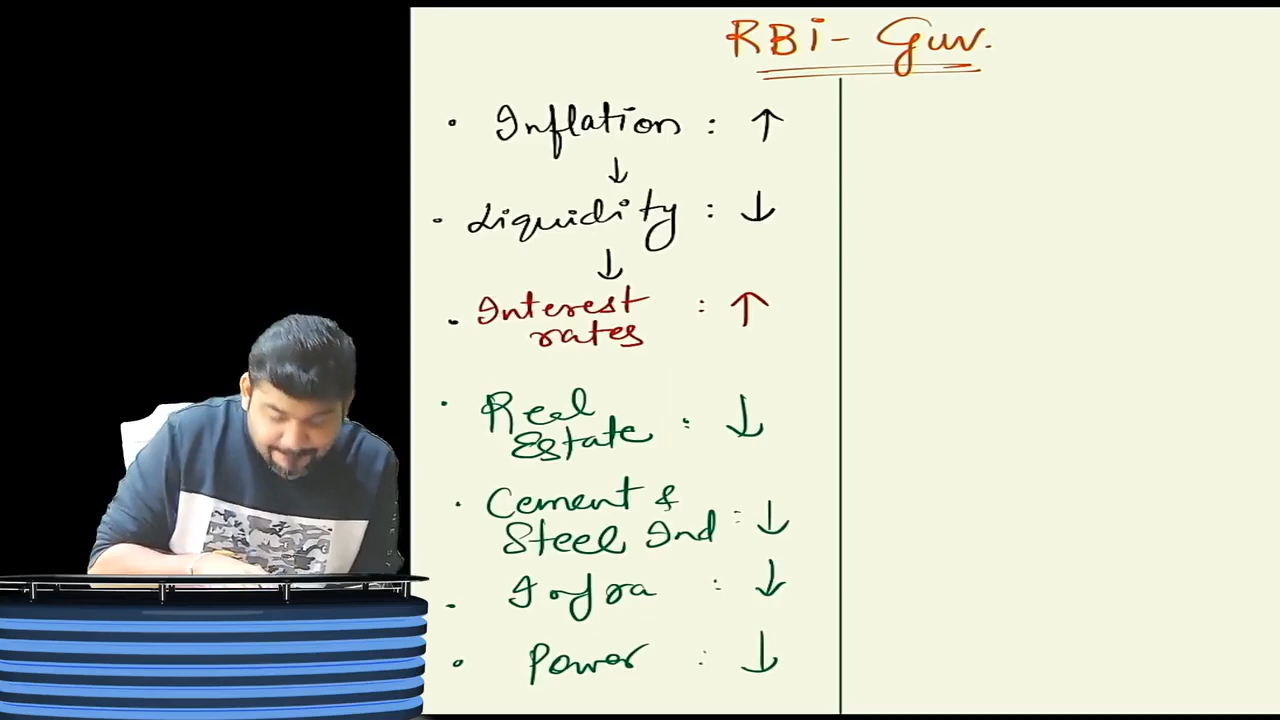 RBi- Guv.
• Inflation : ↑
↓
• Liquidity : ↓
↓
• Interest : ↑
rates
• Real
Estate : ↓
• Cement &
Steel Ind : ↓
• Infra : ↓
• Power : ↓